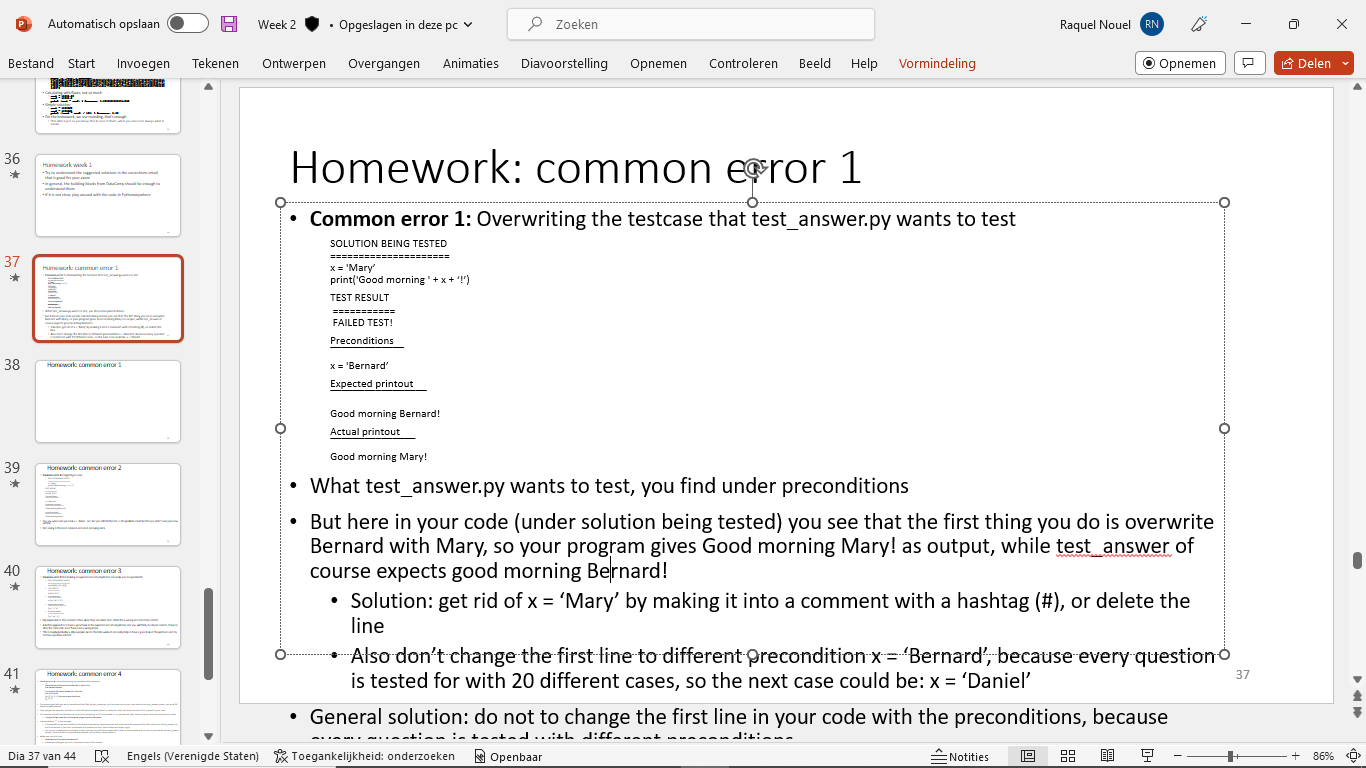 Automatisch opslaan
Week 2 • Opgeslagen in deze pc
Zoeken
Raquel Nouel RN
Bestand Start Invoegen Tekenen Ontwerpen Overgangen Animaties Diavoorstelling Opnemen Controleren Beeld Help Vormindeling
Opnemen
Delen
36
Homework week 1
37
Homework: common error 1
38
Homework: common error 1
39
Homework: common error 2
40
Homework: common error 3
41
Homework: common error 4
Homework: common error 1
• Common error 1: Overwriting the testcase that test_answer.py wants to test
SOLUTION BEING TESTED
=====================
x = 'Mary’
print('Good morning ' + x + ‘!’)
TEST RESULT
===========
FAILED TEST!
Preconditions
x = 'Bernard’
Expected printout
Good morning Bernard!
Actual printout
Good morning Mary!
• What test_answer.py wants to test, you find under preconditions
• But here in your code (under solution being tested) you see that the first thing you do is overwrite
Bernard with Mary, so your program gives Good morning Mary! as output, while test_answer of
course expects good morning Bernard!
• Solution: get rid of x = ‘Mary’ by making it into a comment with a hashtag (#), or delete the
line
• Also don’t change the first line to different precondition x = ‘Bernard’, because every question
is tested for with 20 different cases, so the next case could be: x = ‘Daniel’
• General solution: do not to change the first line in your code with the preconditions, because
every question is tested with different preconditions
37
Dia 37 van 44
Engels (Verenigde Staten)
Toegankelijkheid: onderzoeken
Openbaar
Notities
86%